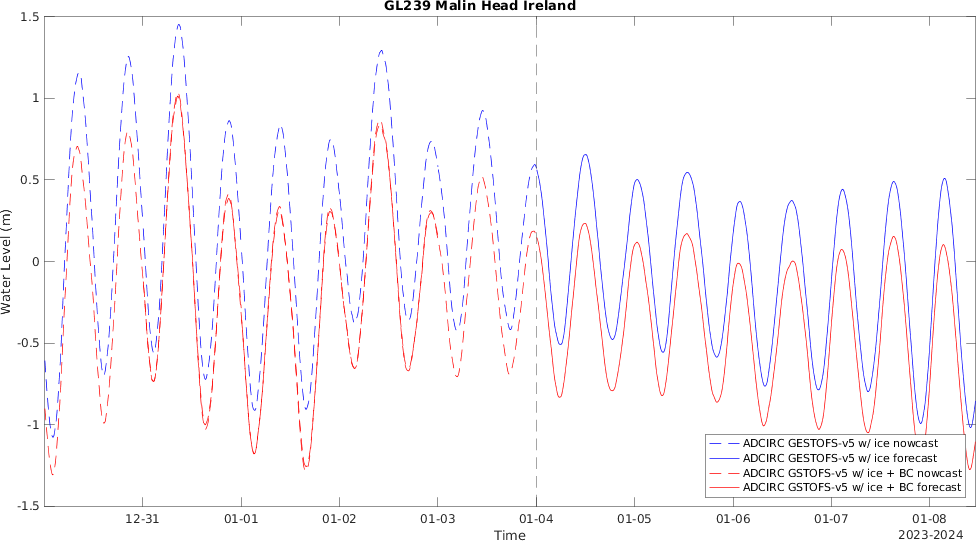 GL239 Malin Head Ireland
1.5
1
0.5
0
-0.5
-1
-1.5
Water Level (m)
ADCIRC GESTOFS-v5 w/ ice nowcast
ADCIRC GESTOFS-v5 w/ ice forecast
ADCIRC GSTOFS-v5 w/ ice + BC nowcast
ADCIRC GSTOFS-v5 w/ ice + BC forecast
12-31 01-01 01-02 01-03 01-04 01-05 01-06 01-07 01-08
Time
2023-2024